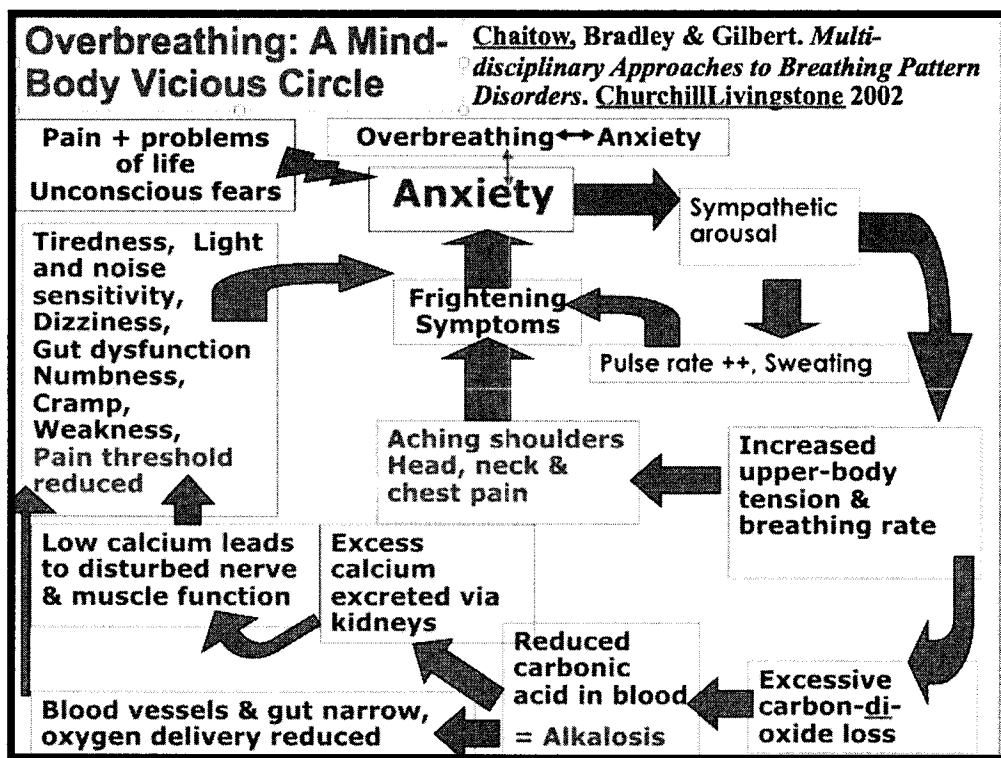 Overbreathing: A Mind-
Body Vicious Circle
Chaitow, Bradley & Gilbert. Multi-
disciplinary Approaches to Breathing Pattern
Disorders. ChurchillLivingstone 2002
Pain + problems
of life
Unconscious fears
Overbreathing↔Anxiety
Anxiety
Sympathetic
arousal
Tiredness, Light
and noise
sensitivity,
Dizziness,
Gut dysfunction
Numbness,
Cramp,
Weakness,
Pain threshold
reduced
Frightening
Symptoms
Pulse rate ++, Sweating
Aching shoulders
Head, neck &
chest pain
Increased
upper-body
tension &
breathing rate
Low calcium leads
to disturbed nerve
& muscle function
Excess
calcium
excreted via
kidneys
Reduced
carbonic
acid in blood
= Alkalosis
Excessive
carbon-di-
oxide loss
Blood vessels & gut narrow,
oxygen delivery reduced